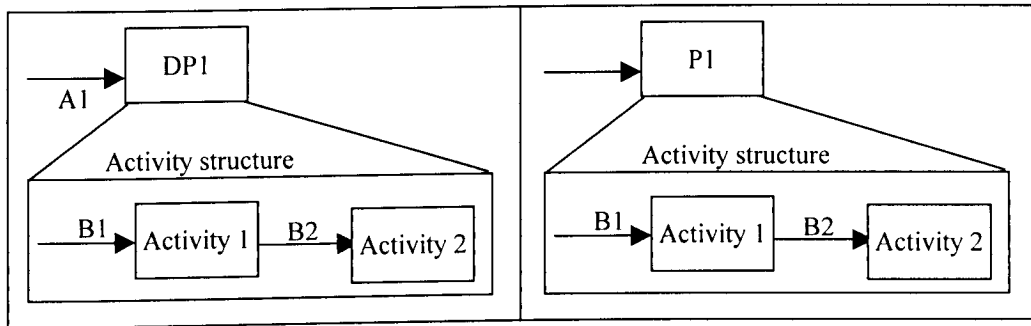 DP1
A1
Activity structure
B1
Activity 1
B2
Activity 2
P1
Activity structure
B1
Activity 1
B2
Activity 2